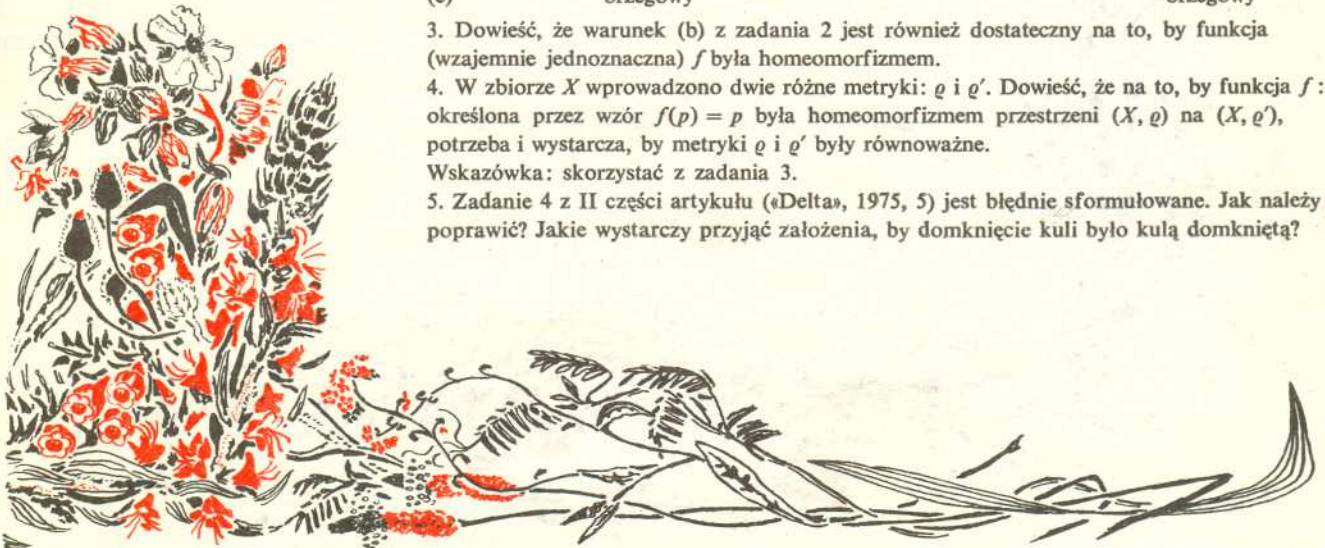 brzegowy brzegowy
3. Dowieść, że warunek (b) z zadania 2 jest również dostateczny na to, by funkcja
(wzajemnie jednoznaczna) f była homeomorfizmem.
4. W zbiorze X wprowadzono dwie różne metryki: ϱ i ϱ′. Dowieść, że na to, by funkcja f :
określona przez wzór f(p) = p była homeomorfizmem przestrzeni (X, ϱ) na (X, ϱ′),
potrzeba i wystarcza, by metryki ϱ i ϱ′ były równoważne.
Wskazówka: skorzystać z zadania 3.
5. Zadanie 4 z II części artykułu («Delta», 1975, 5) jest błędnie sformułowane. Jak należy
poprawić? Jakie wystarczy przyjąć założenia, by domknięcie kuli było kulą domkniętą?